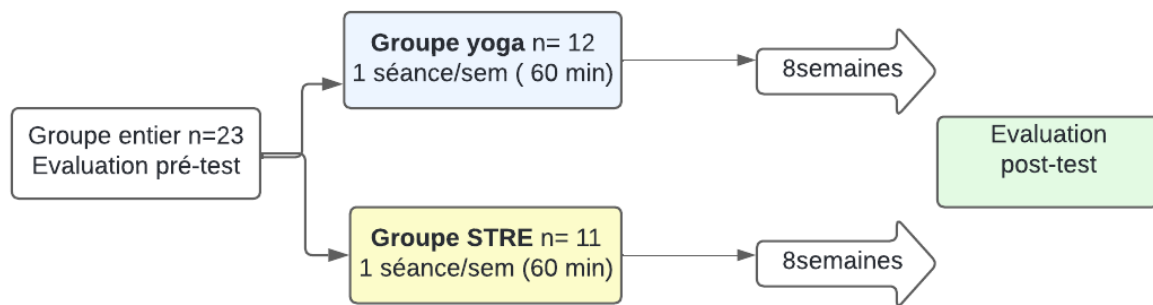 Groupe entier n=23
Evaluation pré-test
Groupe yoga n= 12
1 séance/sem ( 60 min)
8semaines
Groupe STRE n= 11
1 séance/sem (60 min)
8semaines
Evaluation
post-test